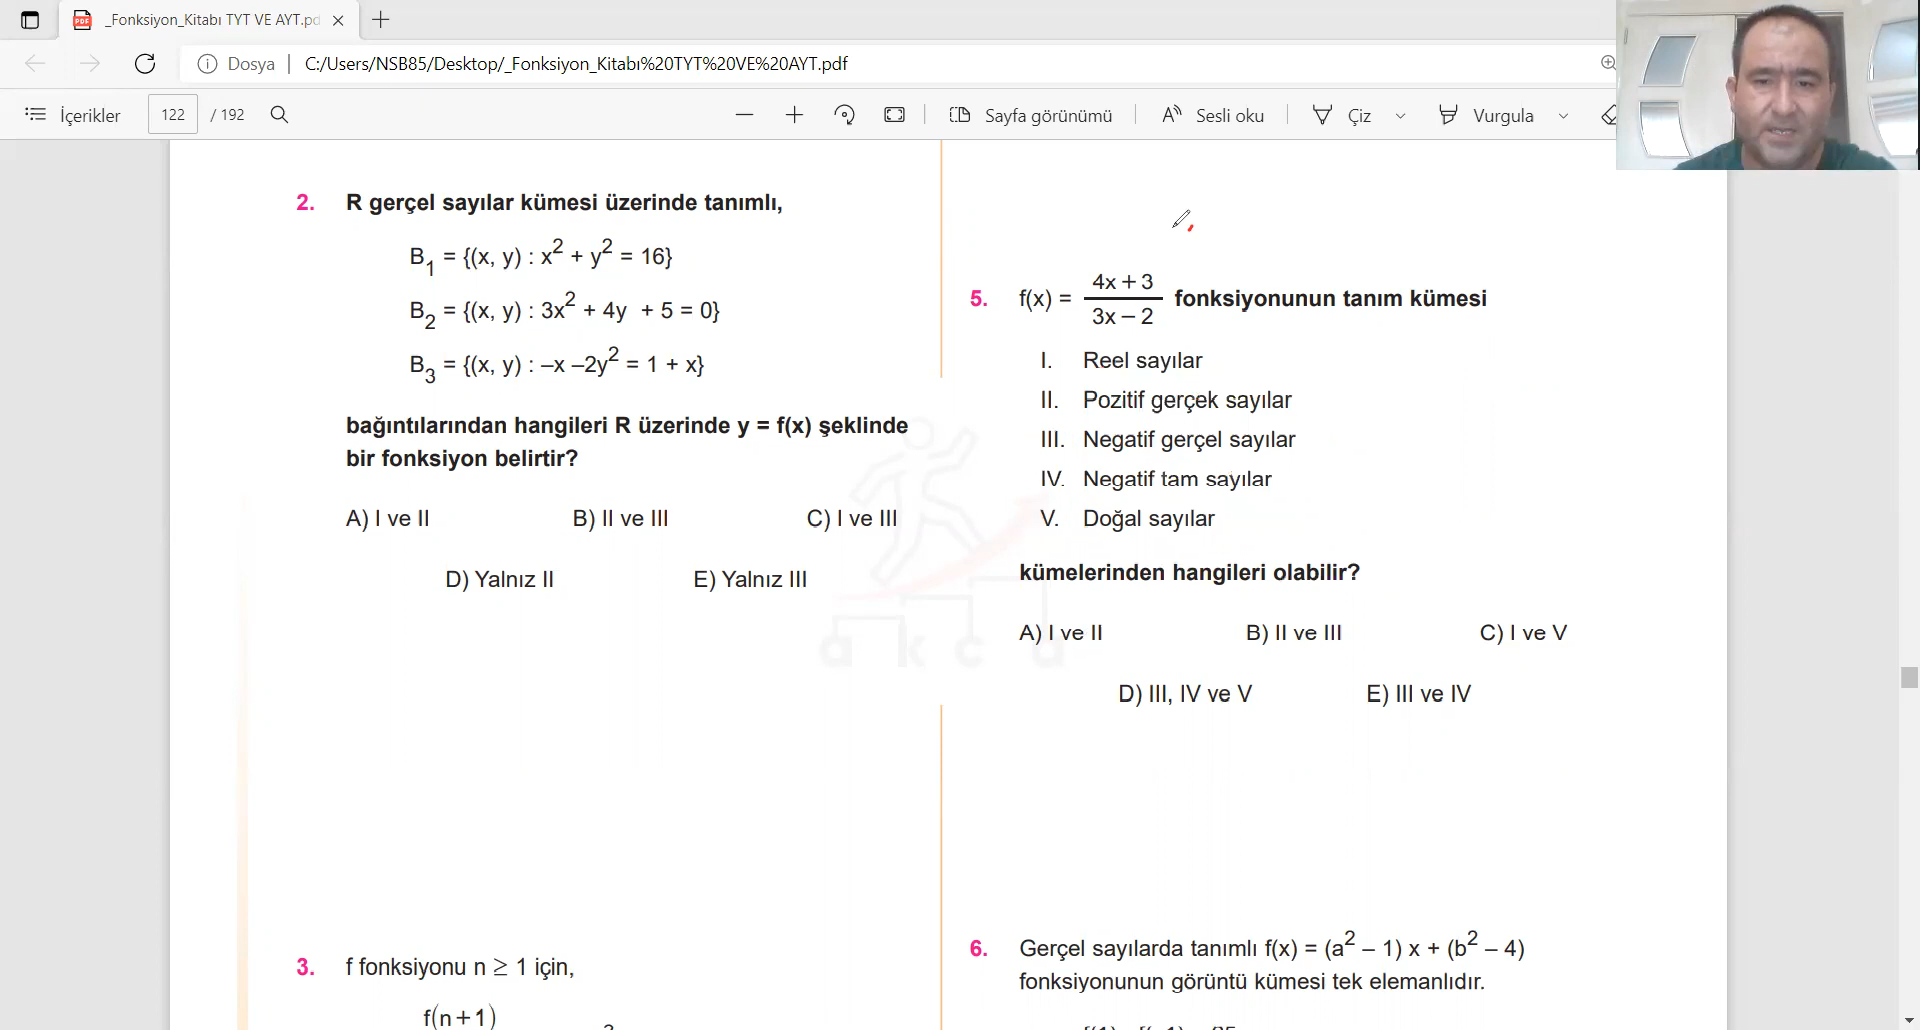 _Fonksiyon_Kitabı TYT VE AYT.pd
Dosya | C:/Users/NSB85/Desktop/_Fonksiyon_Kitabı%20TYT%20VE%20AYT.pdf
İçerikler 122 / 192 Sayfa görünümü Sesli oku Çiz Vurgula
2. R gerçel sayılar kümesi üzerinde tanımlı,
B₁ = {(x, y) : x² + y² = 16}
B₂ = {(x, y) : 3x² + 4y + 5 = 0}
B₃ = {(x, y) : –x –2y² = 1 + x}
bağıntılarından hangileri R üzerinde y = f(x) şeklinde
bir fonksiyon belirtir?
A) I ve II B) II ve III C) I ve III
D) Yalnız II E) Yalnız III
3. f fonksiyonu n ≥ 1 için,
f(n+1)
5. f(x) = (4x+3)/(3x–2) fonksiyonunun tanım kümesi
I. Reel sayılar
II. Pozitif gerçek sayılar
III. Negatif gerçel sayılar
IV. Negatif tam sayılar
V. Doğal sayılar
kümelerinden hangileri olabilir?
A) I ve II B) II ve III C) I ve V
D) III, IV ve V E) III ve IV
6. Gerçel sayılarda tanımlı f(x) = (a² – 1) x + (b² – 4)
fonksiyonunun görüntü kümesi tek elemanlıdır.
akcu